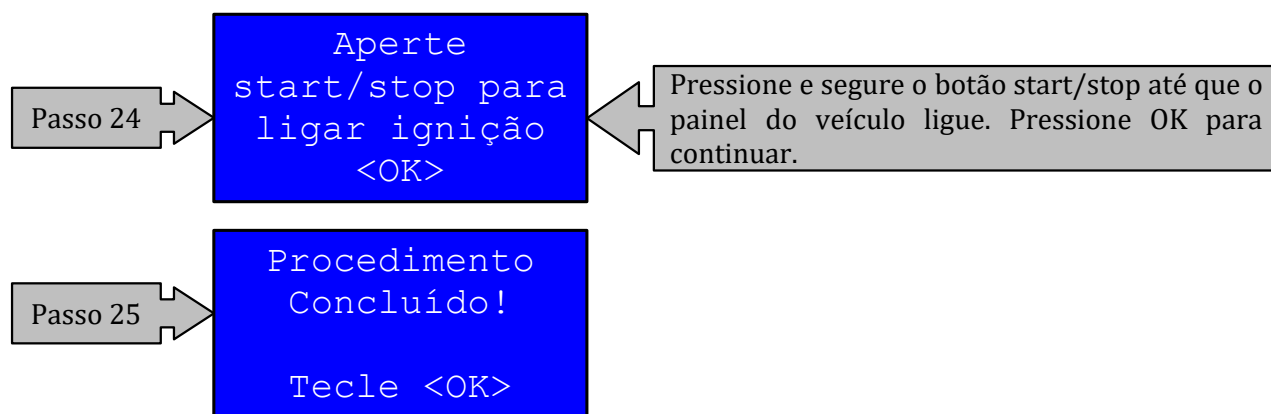 Passo 24
Aperte
start/stop para
ligar ignição
<OK>
Pressione e segure o botão start/stop até que o
painel do veículo ligue. Pressione OK para
continuar.
Passo 25
Procedimento
Concluído!
Tecle <OK>